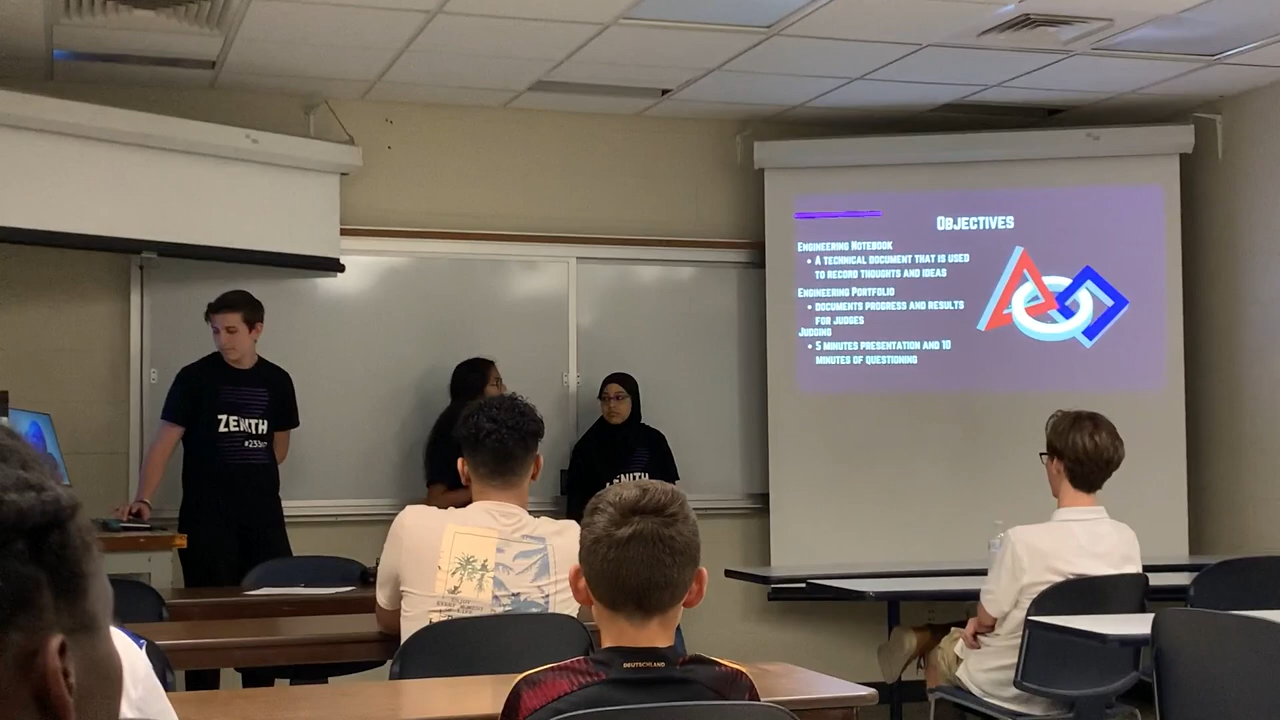 OBJECTIVES
ENGINEERING NOTEBOOK
• A TECHNICAL DOCUMENT THAT IS USED
TO RECORD THOUGHTS AND IDEAS
ENGINEERING PORTFOLIO
• DOCUMENTS PROGRESS AND RESULTS
FOR JUDGES
JUDGING
• 5 MINUTES PRESENTATION AND 10
MINUTES OF QUESTIONING
ZENITH
ZENITH
DEUTSCHLAND